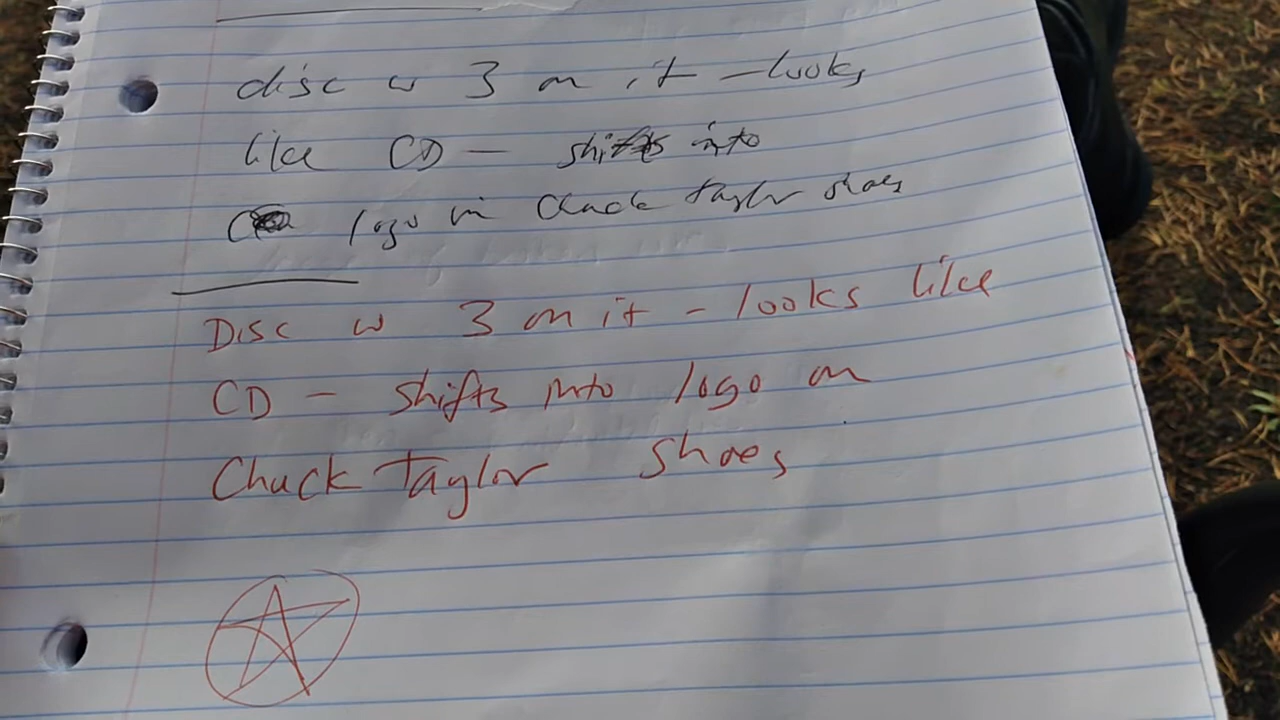 disc w 3 on it – looks
like CD – shifts into
logo in Chuck Taylor shoes
Disc w 3 on it – looks like
CD – shifts into logo on
Chuck Taylor shoes